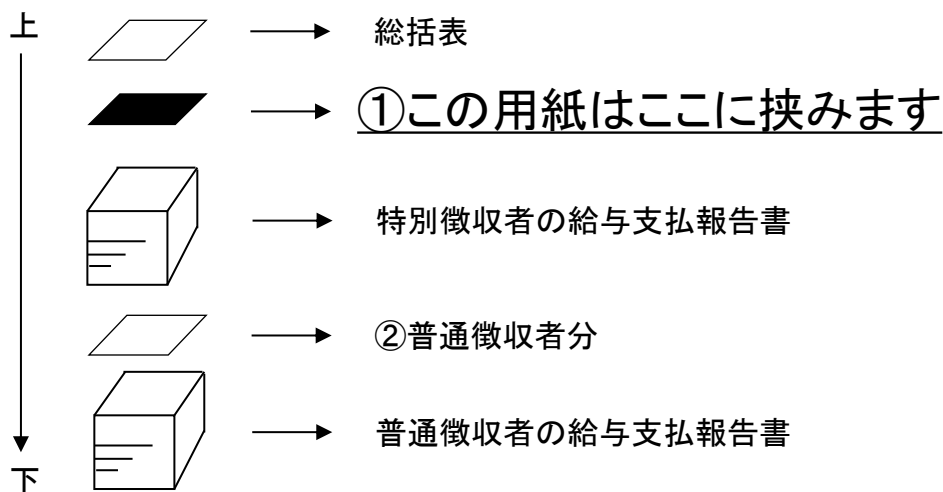 上
総括表
①この用紙はここに挟みます
特別徴収者の給与支払報告書
②普通徴収者分
普通徴収者の給与支払報告書
下